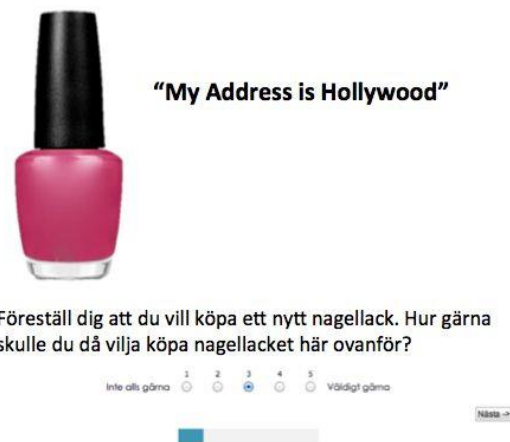 “My Address is Hollywood”
Föreställ dig att du vill köpa ett nytt nagellack. Hur gärna
skulle du då vilja köpa nagellacket här ovanför?
1 2 3 4 5
Inte alls gärna Väldigt gärna
Nästa ->